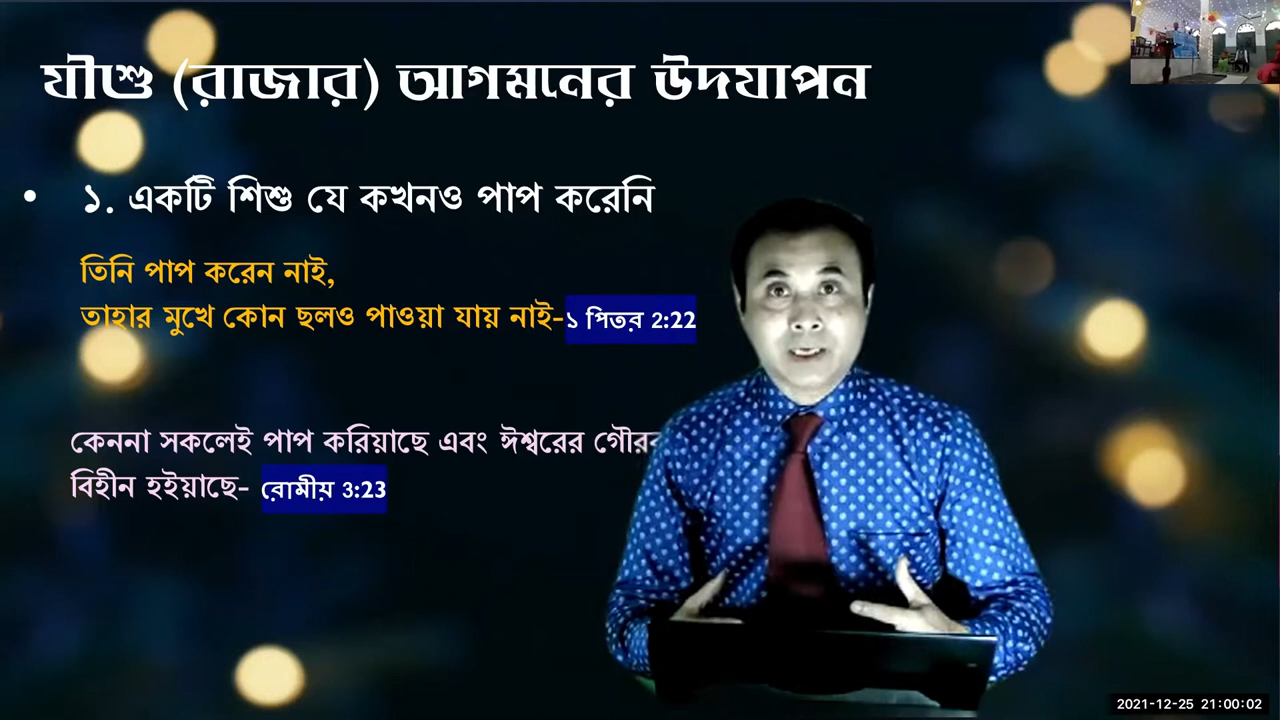 যীশু (রাজার) আগমনের উদযাপন
• ১. একটি শিশু যে কখনও পাপ করেনি
তিনি পাপ করেন নাই,
তাহার মুখে কোন ছলও পাওয়া যায় নাই-১ পিতর 2:22
কেননা সকলেই পাপ করিয়াছে এবং ঈশ্বরের
বিহীন হইয়াছে- রোমীয় 3:23
2021-12-25 21:00:02